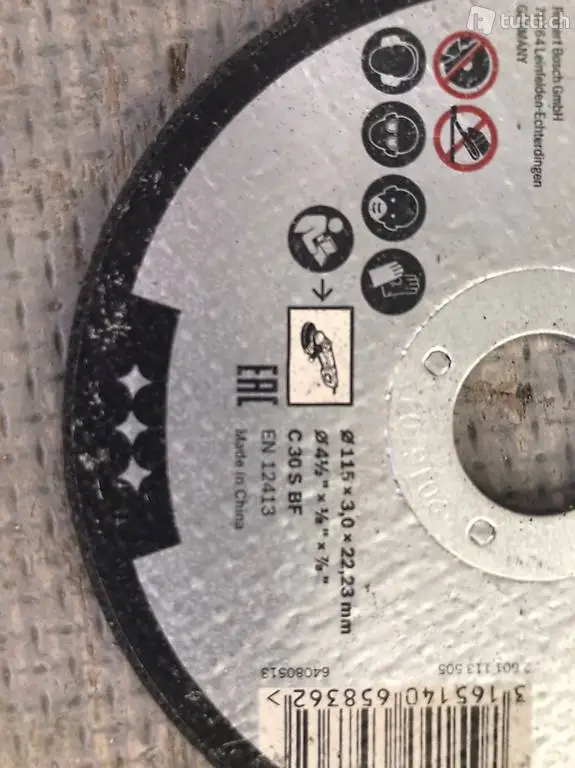 tutti.ch
Robert Bosch GmbH
70764 Leinfelden-Echterdingen
GERMANY
Ø 115 × 3,0 × 22,23 mm
Ø 4½ " × ⅛ " × ⅞ "
C 30 S BF
EN 12413
Made in China
EAC
2 601 113 505
64080513
3 165140 658362 >